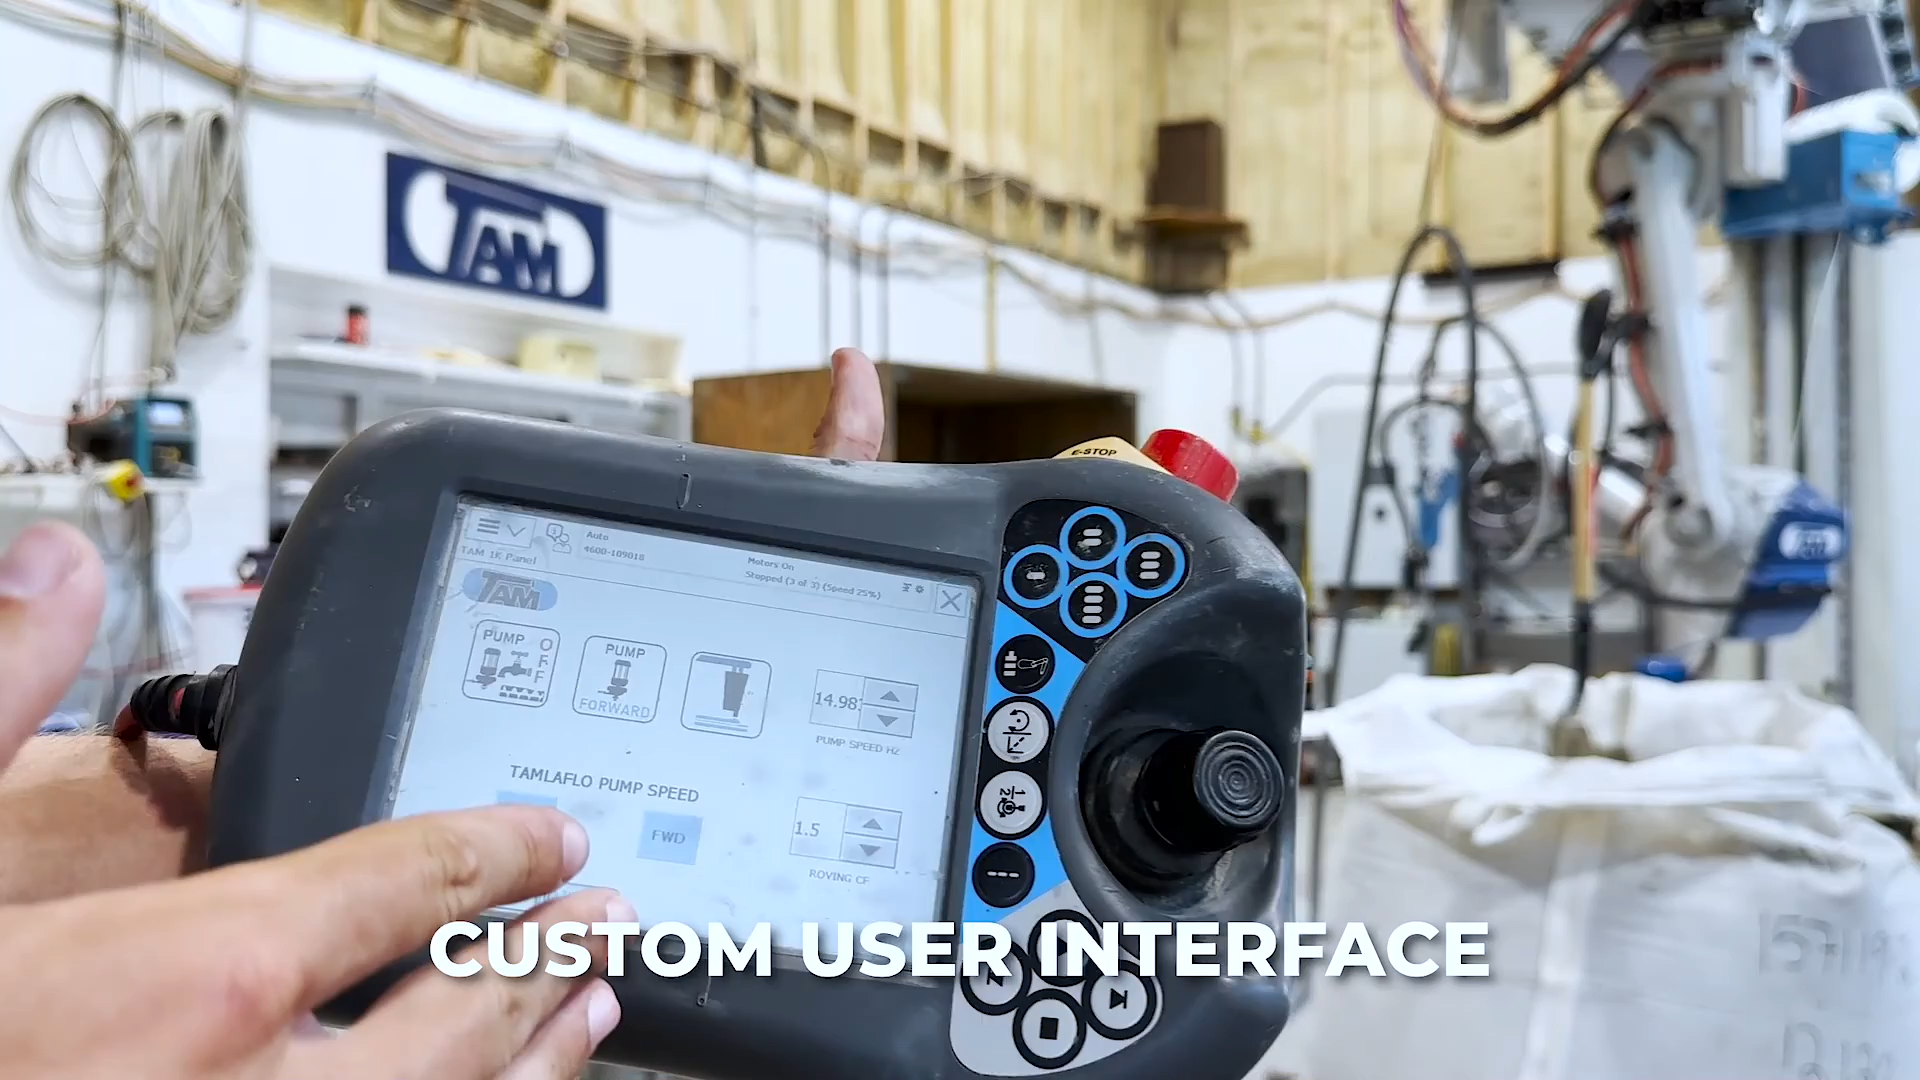 TAM
E-STOP
Auto
4600-109018
Motors On
Stopped (3 of 3) (Speed 25%)
TAM 1K Panel
TAM
PUMP
OFF
PUMP
FORWARD
14.98
PUMP SPEED HZ
TAMLAFLO PUMP SPEED
FWD
1.5
ROVING CF
CUSTOM USER INTERFACE